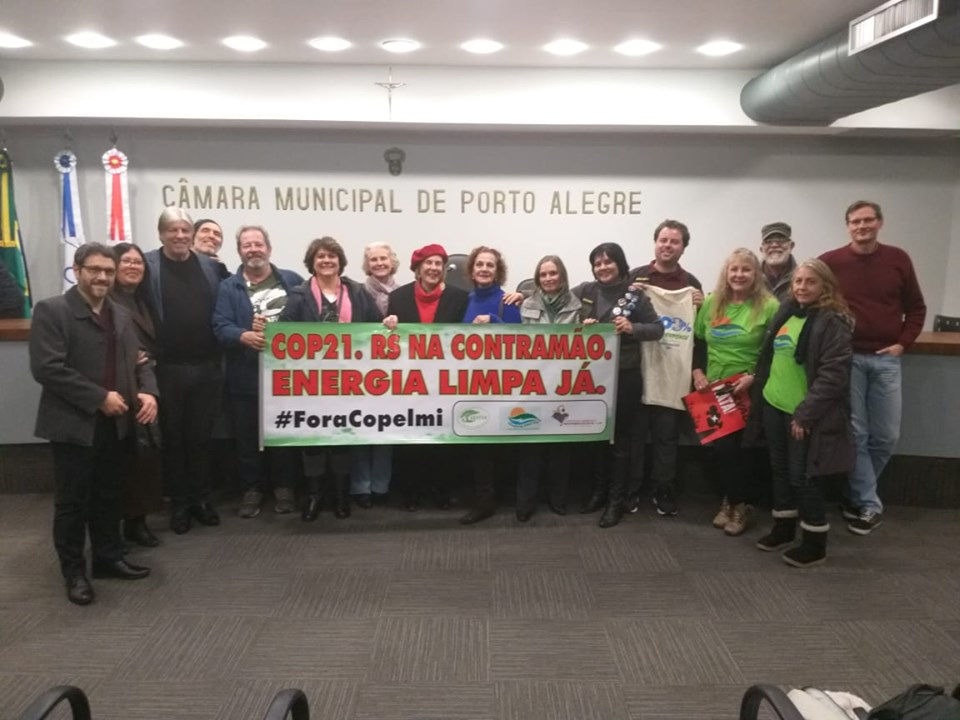 CÂMARA MUNICIPAL DE PORTO ALEGRE
COP21. RS NA CONTRAMÃO.
ENERGIA LIMPA JÁ.
#ForaCopelmi